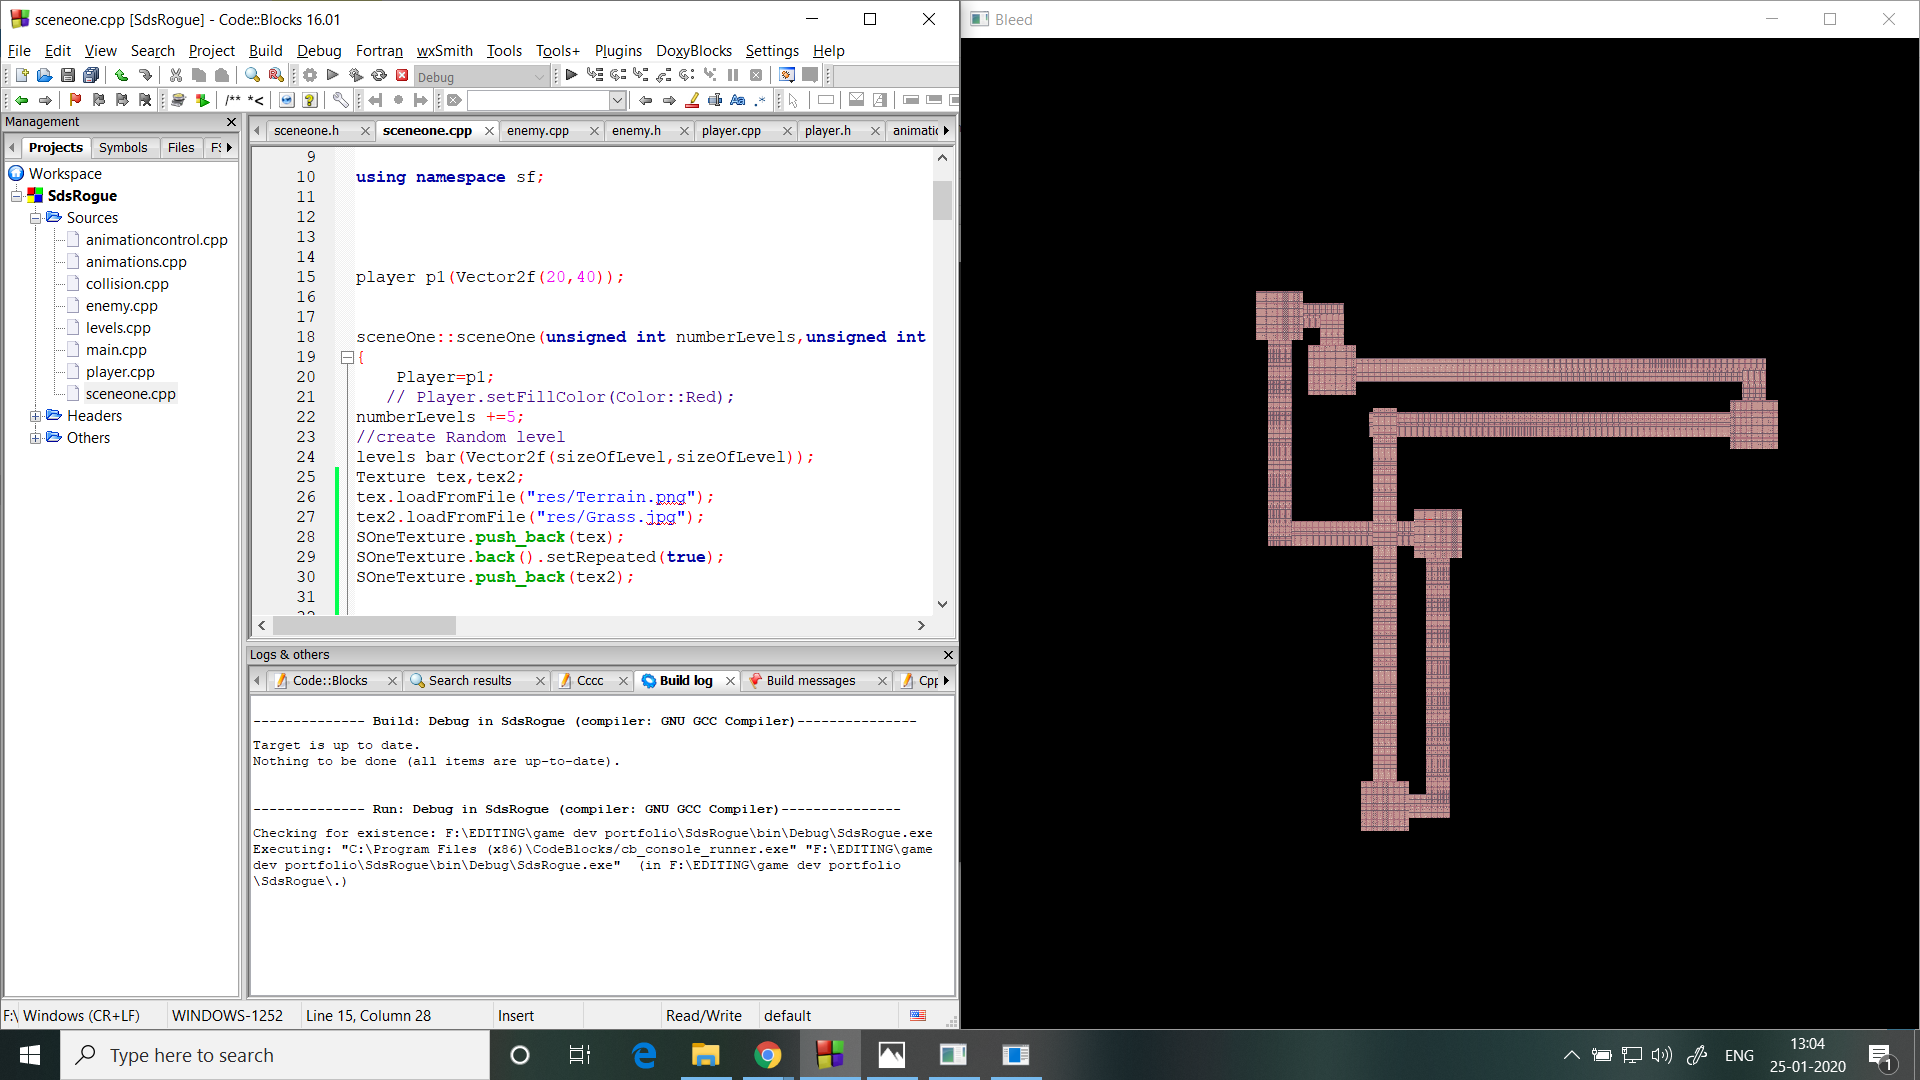 sceneone.cpp [SdsRogue] - Code::Blocks 16.01
File Edit View Search Project Build Debug Fortran wxSmith Tools Tools+ Plugins DoxyBlocks Settings Help
Debug
/** *<
Management
Projects Symbols Files FS
Workspace
SdsRogue
Sources
animationcontrol.cpp
animations.cpp
collision.cpp
enemy.cpp
levels.cpp
main.cpp
player.cpp
sceneone.cpp
Headers
Others
sceneone.h sceneone.cpp enemy.cpp enemy.h player.cpp player.h animatic
9
10 using namespace sf;
11
12
13
14
15 player p1(Vector2f(20,40));
16
17
18 sceneOne::sceneOne(unsigned int numberLevels,unsigned int
19 {
20 Player=p1;
21 // Player.setFillColor(Color::Red);
22 numberLevels +=5;
23 //create Random level
24 levels bar(Vector2f(sizeOfLevel,sizeOfLevel));
25 Texture tex,tex2;
26 tex.loadFromFile("res/Terrain.png");
27 tex2.loadFromFile("res/Grass.jpg");
28 SOneTexture.push_back(tex);
29 SOneTexture.back().setRepeated(true);
30 SOneTexture.push_back(tex2);
31
Logs & others
Code::Blocks Search results Cccc Build log Build messages Cpp
-------------- Build: Debug in SdsRogue (compiler: GNU GCC Compiler)---------------
Target is up to date.
Nothing to be done (all items are up-to-date).
-------------- Run: Debug in SdsRogue (compiler: GNU GCC Compiler)---------------
Checking for existence: F:\EDITING\game dev portfolio\SdsRogue\bin\Debug\SdsRogue.exe
Executing: "C:\Program Files (x86)\CodeBlocks/cb_console_runner.exe" "F:\EDITING\game
dev portfolio\SdsRogue\bin\Debug\SdsRogue.exe"  (in F:\EDITING\game dev portfolio
\SdsRogue\.)
F:\ Windows (CR+LF) WINDOWS-1252 Line 15, Column 28 Insert Read/Write default
Bleed
Type here to search
ENG
13:04
25-01-2020
1